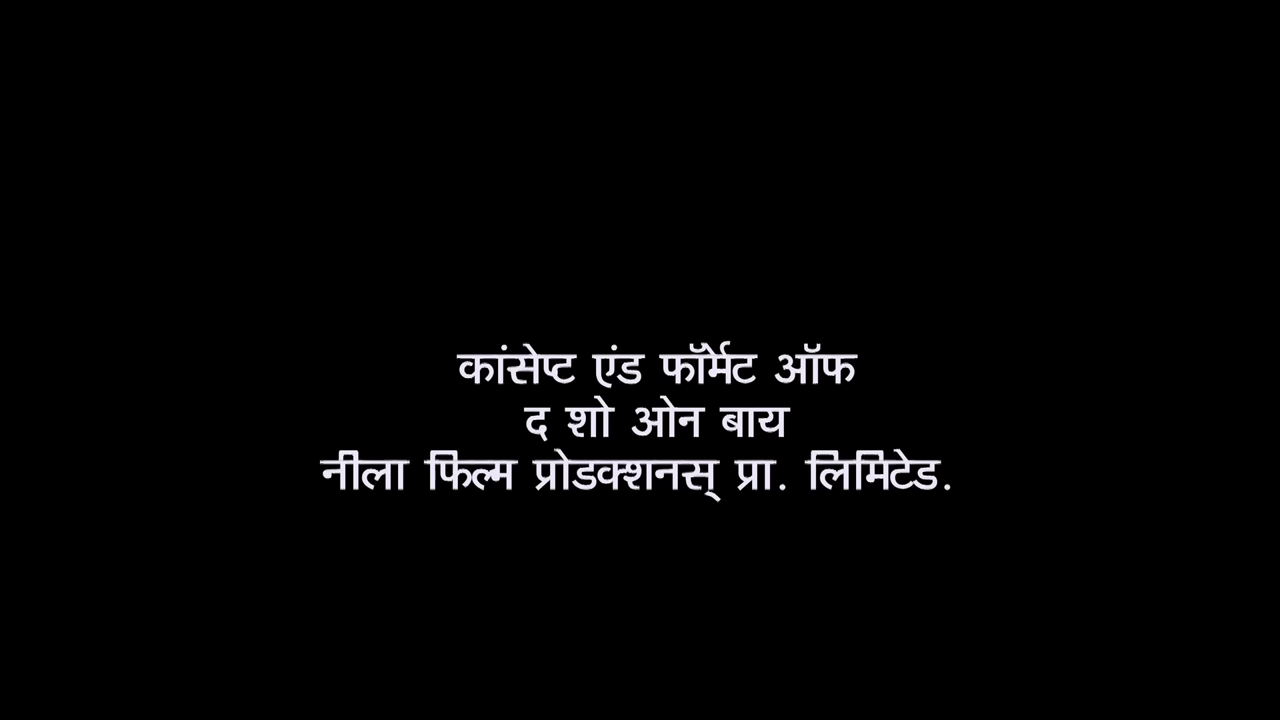 कांसेप्ट एंड फॉर्मेट ऑफ
द शो ओन बाय
नीला फिल्म प्रोडक्शनस् प्रा. लिमिटेड.